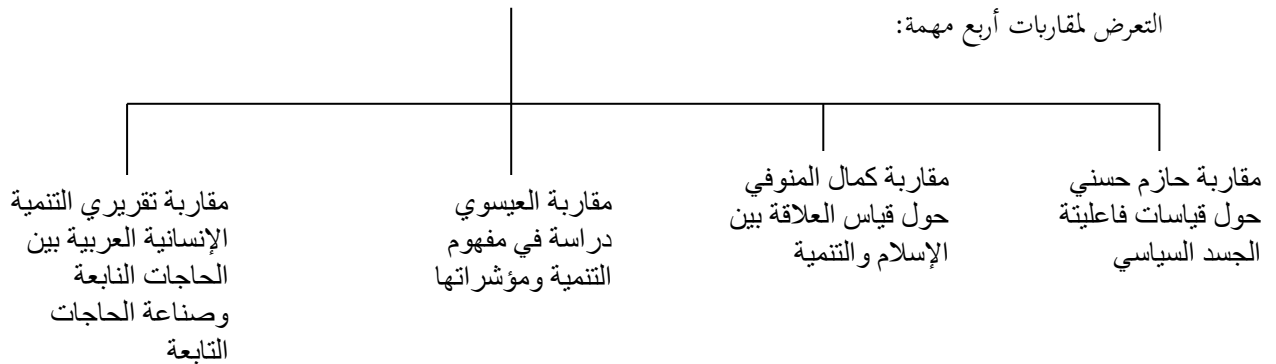 التعرض لمقاربات أربع مهمة:
مقاربة حازم حسني
حول قياسات فاعليتة
الجسد السياسي
مقاربة كمال المنوفي
حول قياس العلاقة بين
الإسلام والتنمية
مقاربة العيسوي
دراسة في مفهوم
التنمية ومؤشراتها
مقاربة تقريري التنمية
الإنسانية العربية بين
الحاجات النابعة
وصناعة الحاجات
التابعة